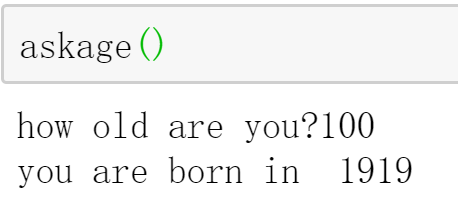 askage()
how old are you?100
you are born in  1919